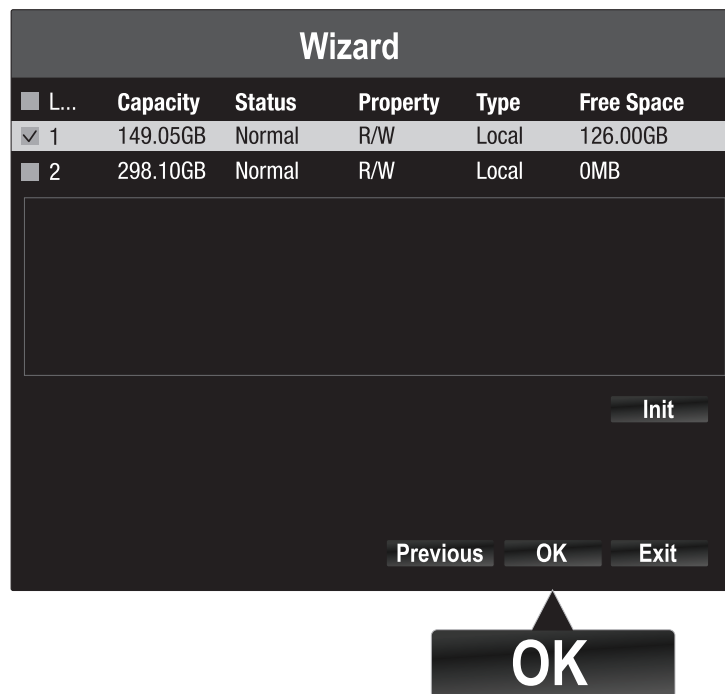 Wizard
L... Capacity Status Property Type Free Space
1 149.05GB Normal R/W Local 126.00GB
2 298.10GB Normal R/W Local 0MB
Init
Previous OK Exit
OK